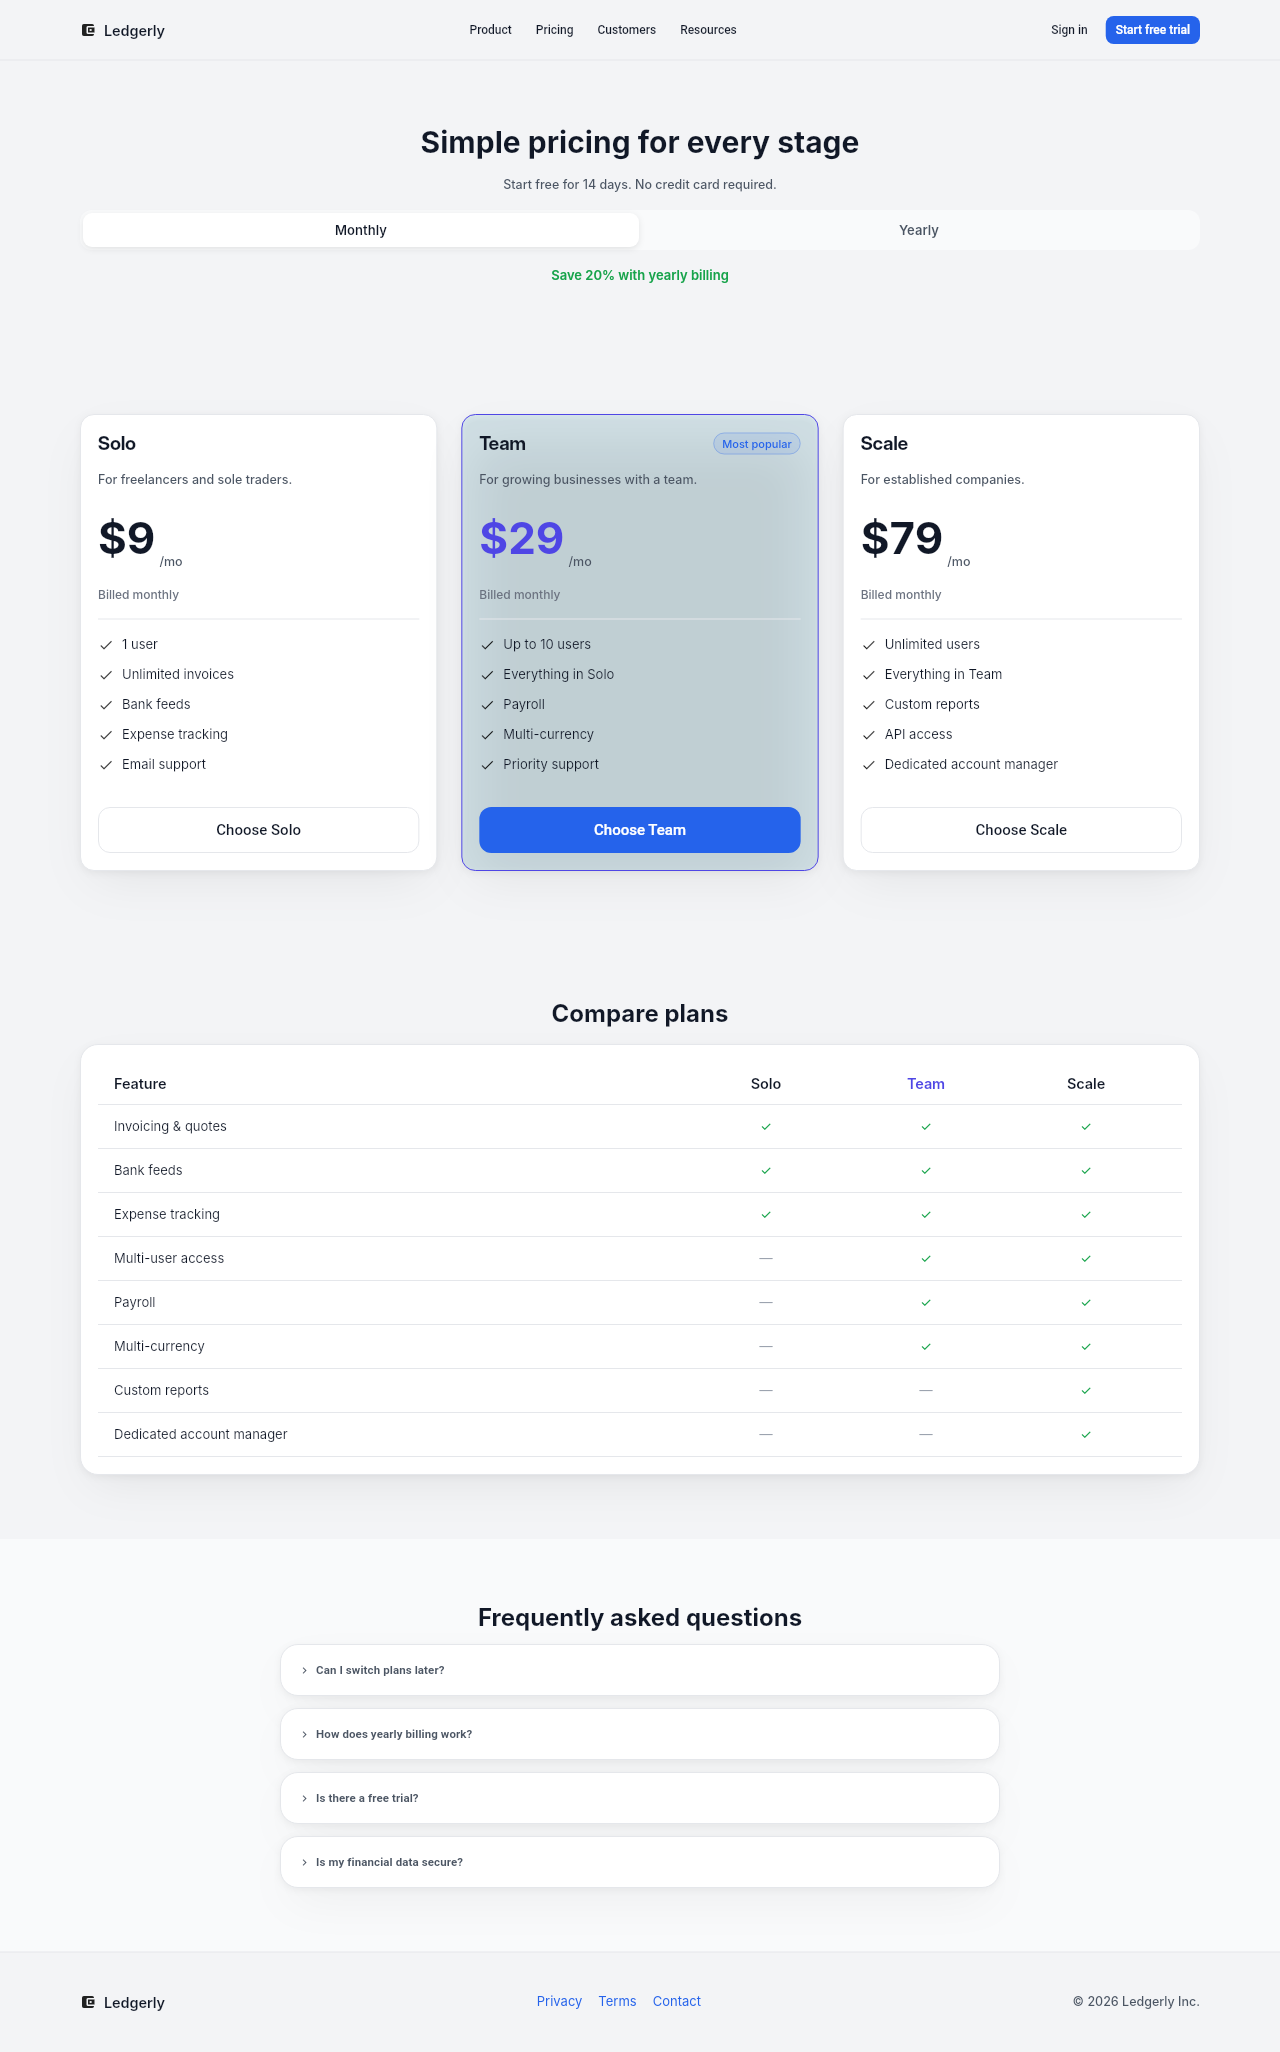 Ledgerly
Product Pricing Customers Resources
Sign in
Start free trial
Simple pricing for every stage
Start free for 14 days. No credit card required.
Monthly
Yearly
Save 20% with yearly billing
Solo
For freelancers and sole traders.
$9 /mo
Billed monthly
1 user
Unlimited invoices
Bank feeds
Expense tracking
Email support
Choose Solo
Team
Most popular
For growing businesses with a team.
$29 /mo
Billed monthly
Up to 10 users
Everything in Solo
Payroll
Multi-currency
Priority support
Choose Team
Scale
For established companies.
$79 /mo
Billed monthly
Unlimited users
Everything in Team
Custom reports
API access
Dedicated account manager
Choose Scale
Compare plans
Feature Solo Team Scale
Invoicing & quotes ✓ ✓ ✓
Bank feeds ✓ ✓ ✓
Expense tracking ✓ ✓ ✓
Multi-user access — ✓ ✓
Payroll — ✓ ✓
Multi-currency — ✓ ✓
Custom reports — — ✓
Dedicated account manager — — ✓
Frequently asked questions
Can I switch plans later?
How does yearly billing work?
Is there a free trial?
Is my financial data secure?
Ledgerly
Privacy Terms Contact
© 2026 Ledgerly Inc.